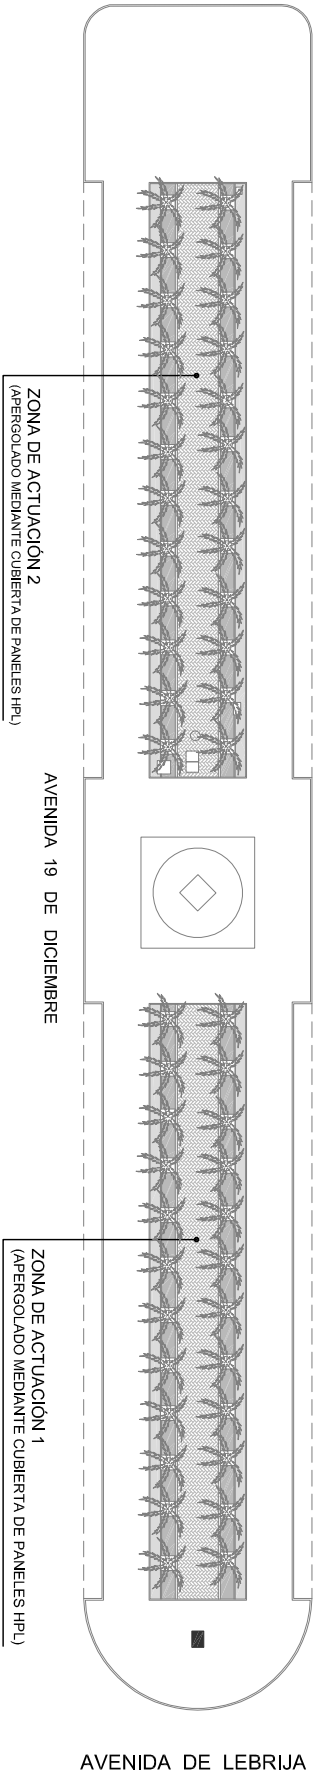 ZONA DE ACTUACIÓN 2
(APERGOLADO MEDIANTE CUBIERTA DE PANELES HPL)
AVENIDA 19 DE DICIEMBRE
ZONA DE ACTUACIÓN 1
(APERGOLADO MEDIANTE CUBIERTA DE PANELES HPL)
AVENIDA DE LEBRIJA